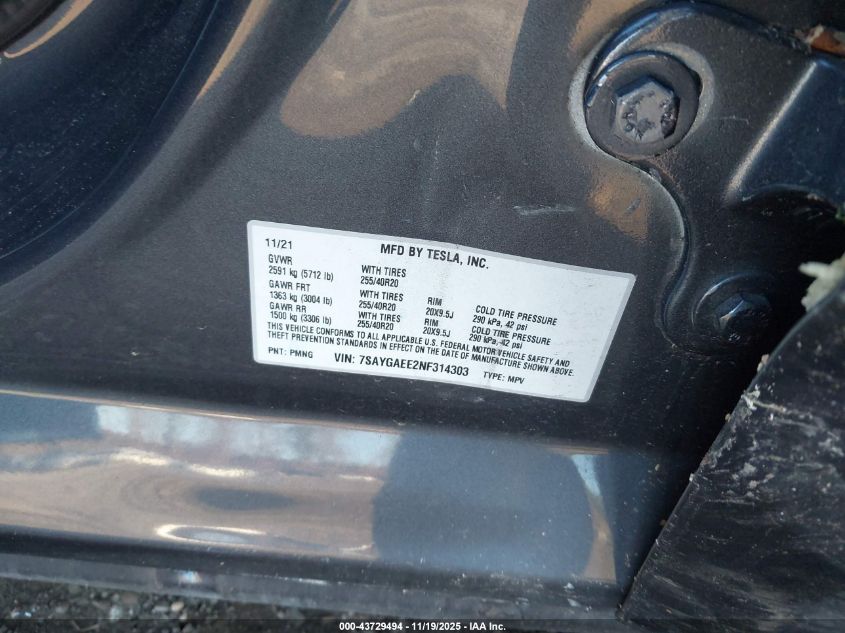 11/21 MFD BY TESLA, INC.
GVWR
2591 kg (5712 lb) WITH TIRES 255/40R20
GAWR FRT
1363 kg (3004 lb) WITH TIRES 255/40R20 RIM 20X9.5J COLD TIRE PRESSURE 290 kPa, 42 psi
GAWR RR
1500 kg (3306 lb) WITH TIRES 255/40R20 RIM 20X9.5J COLD TIRE PRESSURE 290 kPa, 42 psi
THIS VEHICLE CONFORMS TO ALL APPLICABLE U.S. FEDERAL MOTOR VEHICLE SAFETY AND
THEFT PREVENTION STANDARDS IN EFFECT ON THE DATE OF MANUFACTURE SHOWN ABOVE.
PNT: PMNG VIN: 7SAYGAEE2NF314303 TYPE: MPV
000-43729494 - 11/19/2025 - IAA Inc.